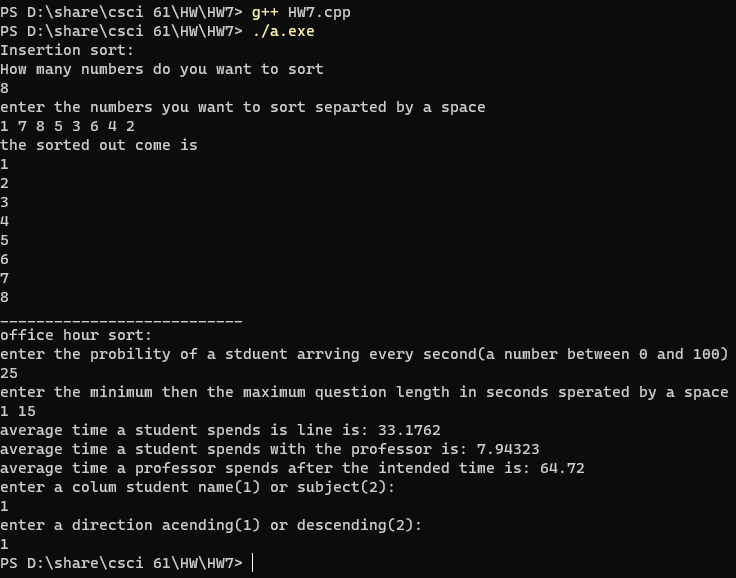 PS D:\share\csci 61\HW\HW7> g++ HW7.cpp
PS D:\share\csci 61\HW\HW7> ./a.exe
Insertion sort:
How many numbers do you want to sort
8
enter the numbers you want to sort separted by a space
1 7 8 5 3 6 4 2
the sorted out come is
1
2
3
4
5
6
7
8
___________________________
office hour sort:
enter the probility of a stduent arrving every second(a number between 0 and 100)
25
enter the minimum then the maximum question length in seconds sperated by a space
1 15
average time a student spends is line is: 33.1762
average time a student spends with the professor is: 7.94323
average time a professor spends after the intended time is: 64.72
enter a colum student name(1) or subject(2):
1
enter a direction acending(1) or descending(2):
1
PS D:\share\csci 61\HW\HW7>